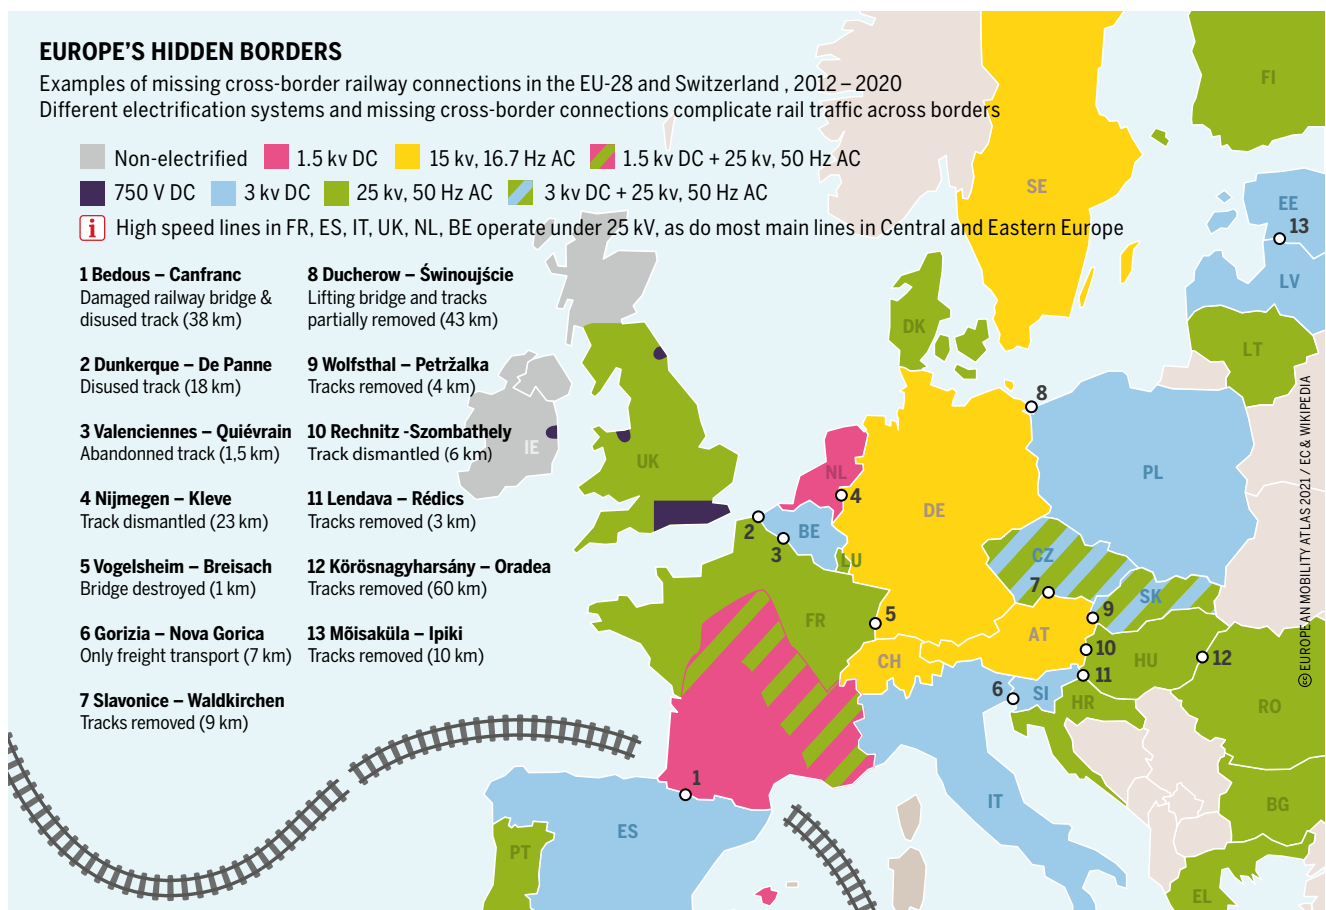 EUROPE'S HIDDEN BORDERS
Examples of missing cross-border railway connections in the EU-28 and Switzerland , 2012 – 2020
Different electrification systems and missing cross-border connections complicate rail traffic across borders
Non-electrified
1.5 kv DC
15 kv, 16.7 Hz AC
1.5 kv DC + 25 kv, 50 Hz AC
750 V DC
3 kv DC
25 kv, 50 Hz AC
3 kv DC + 25 kv, 50 Hz AC
i High speed lines in FR, ES, IT, UK, NL, BE operate under 25 kV, as do most main lines in Central and Eastern Europe
1 Bedous – Canfranc
Damaged railway bridge &
disused track (38 km)
2 Dunkerque – De Panne
Disused track (18 km)
3 Valenciennes – Quiévrain
Abandonned track (1,5 km)
4 Nijmegen – Kleve
Track dismantled (23 km)
5 Vogelsheim – Breisach
Bridge destroyed (1 km)
6 Gorizia – Nova Gorica
Only freight transport (7 km)
7 Slavonice – Waldkirchen
Tracks removed (9 km)
8 Ducherow – Świnoujście
Lifting bridge and tracks
partially removed (43 km)
9 Wolfsthal – Petržalka
Tracks removed (4 km)
10 Rechnitz -Szombathely
Track dismantled (6 km)
11 Lendava – Rédics
Tracks removed (3 km)
12 Körösnagyharsány – Oradea
Tracks removed (60 km)
13 Mõisaküla – Ipiki
Tracks removed (10 km)
FI
SE
EE
13
LV
DK
LT
8
IE
UK
NL
4
PL
DE
2
BE
3
LU
CZ
7
SK
9
5
FR
AT
10
CH
HU
12
11
6
SI
HR
RO
1
IT
BG
ES
PT
EL
cc EUROPEAN MOBILITY ATLAS 2021 / EC & WIKIPEDIA